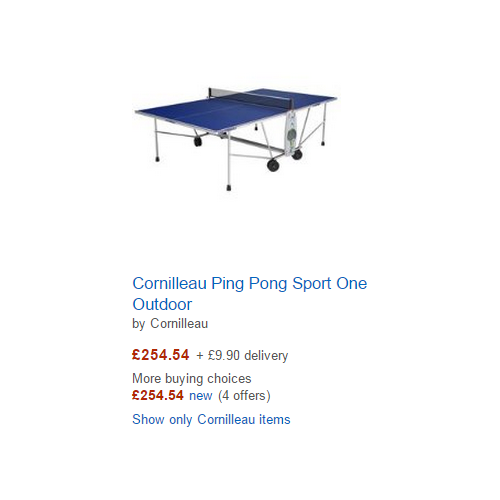 Cornilleau Ping Pong Sport One
Outdoor
by Cornilleau
£254.54 + £9.90 delivery
More buying choices
£254.54 new (4 offers)
Show only Cornilleau items